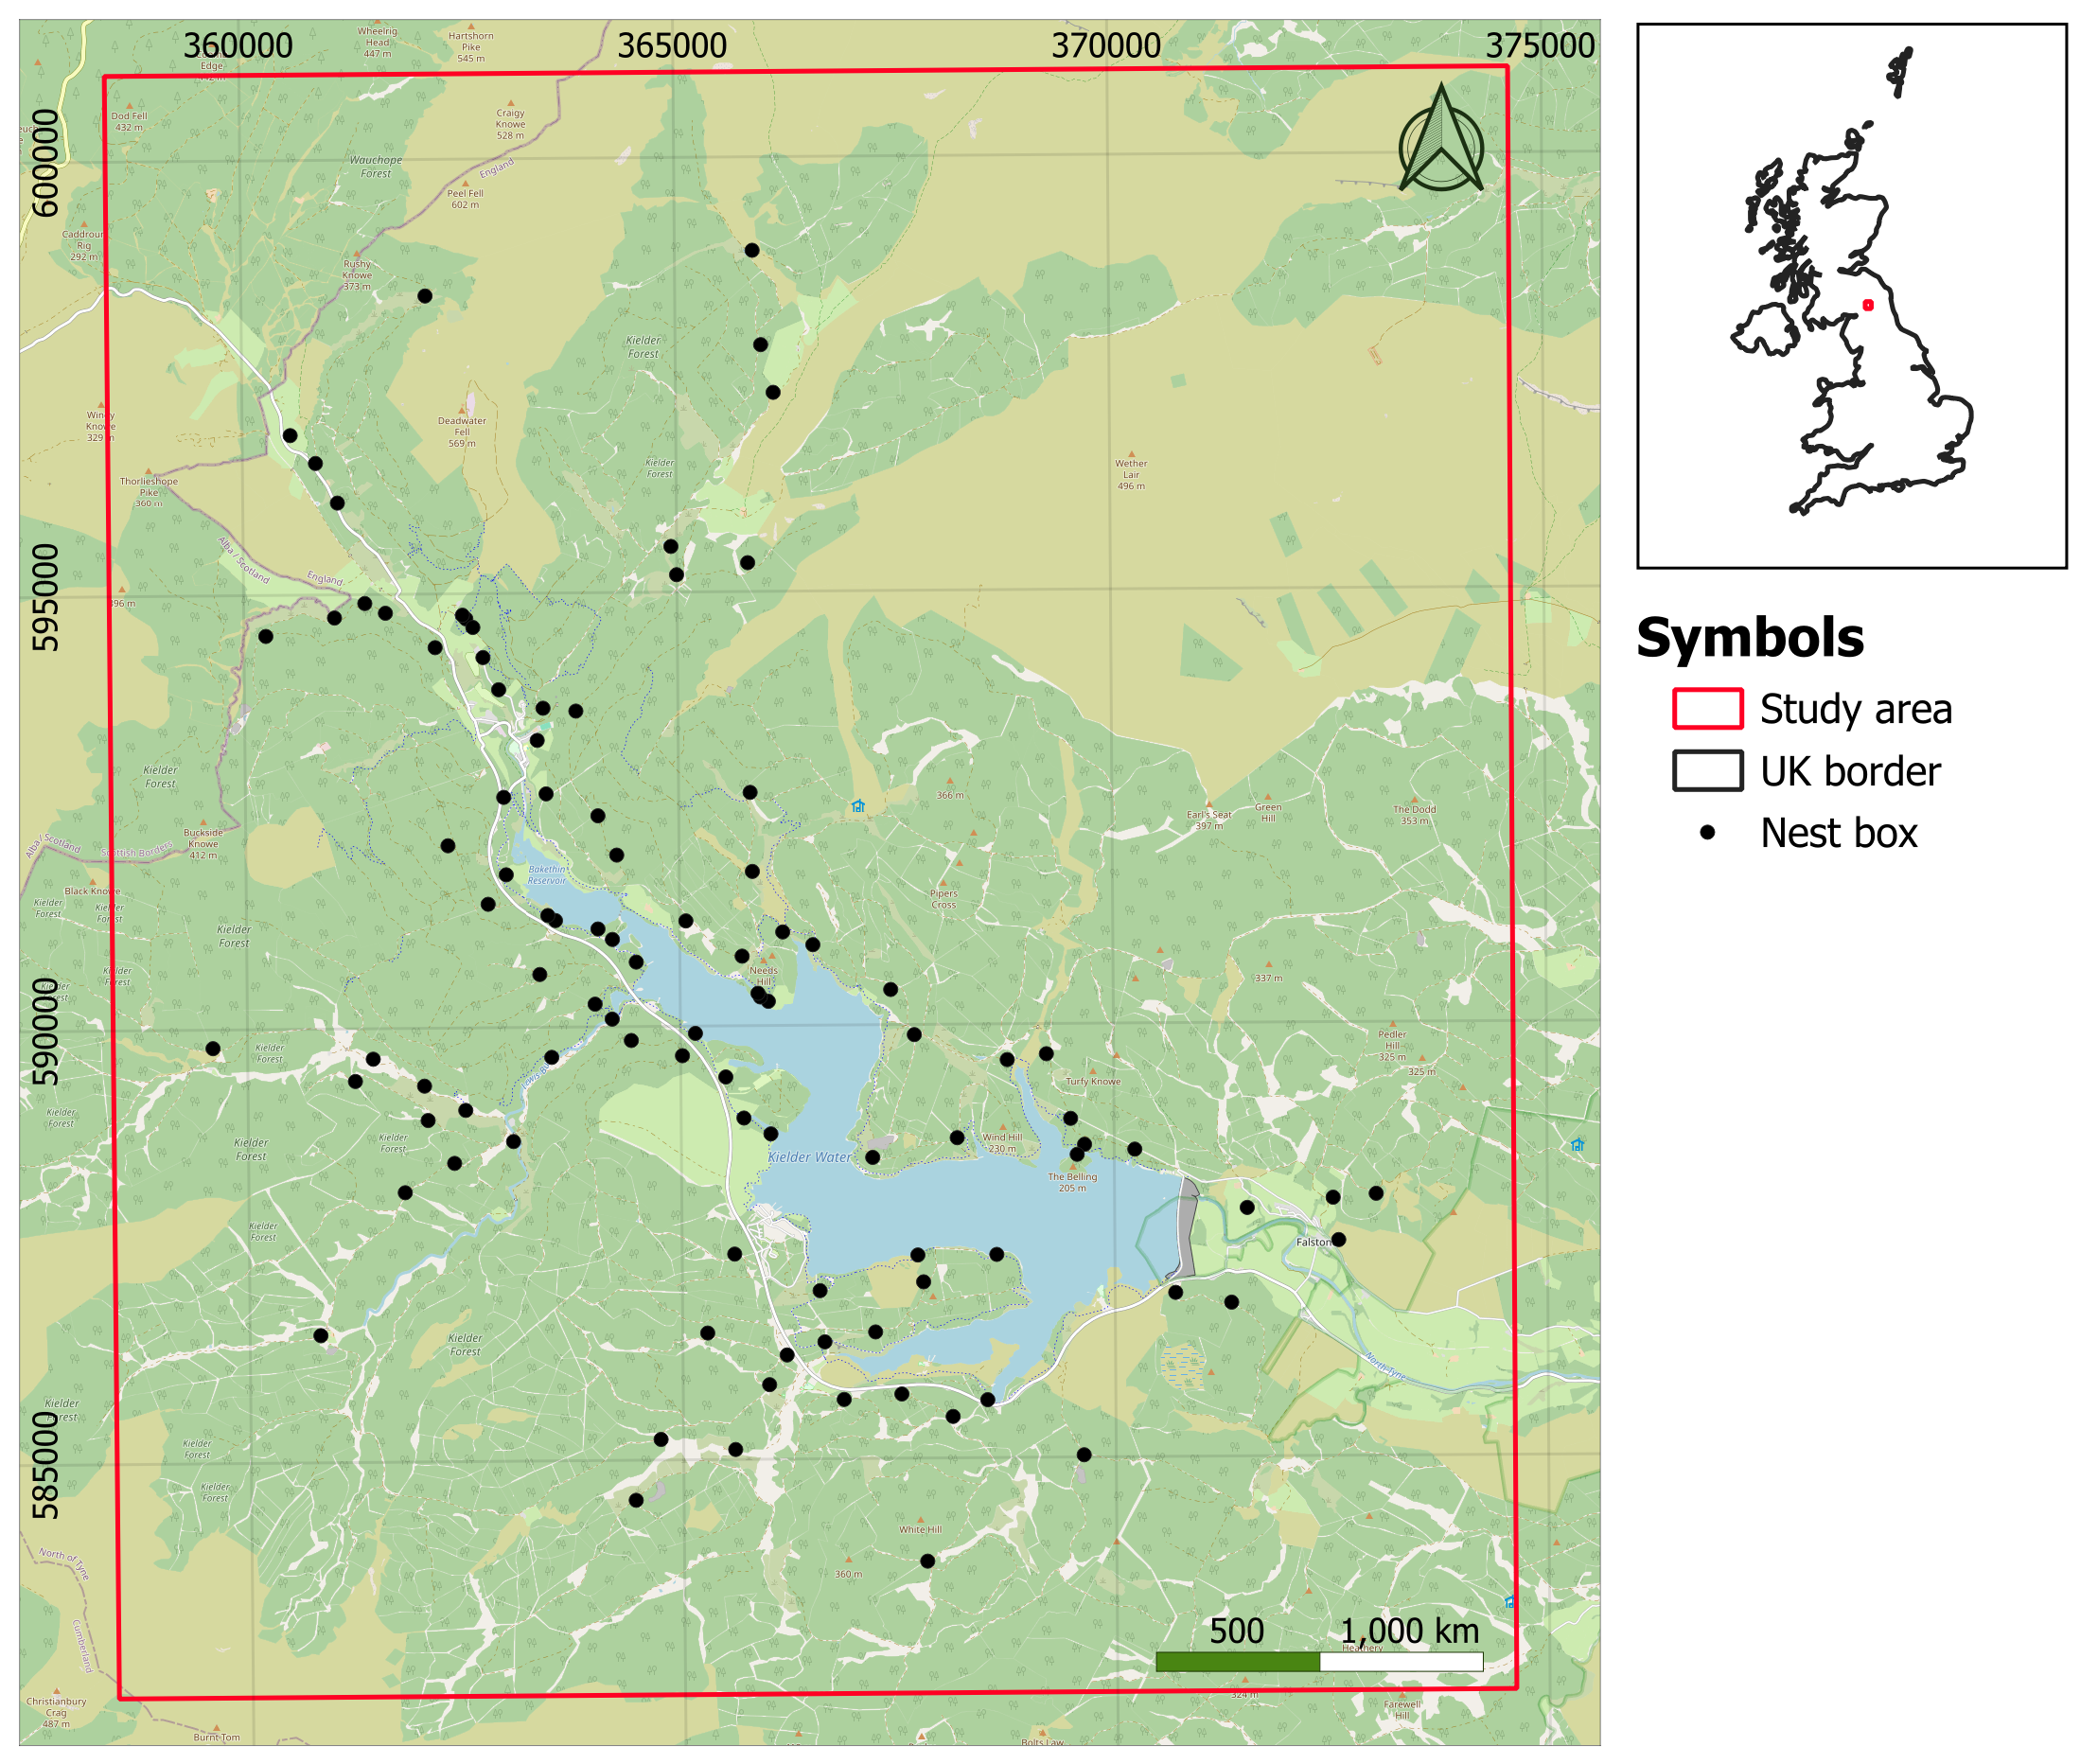 360000
365000
370000
375000
600000
595000
590000
585000
Wheelrig
Head
447 m
Hartshorn
Pike
545 m
Edge
Dod Fell
432 m
Craigy
Knowe
528 m
Wauchope
Forest
England
Peel Fell
602 m
Rig
292 m
Rushy
Knowe
373 m
Kielder
Forest
Windy
Knowe
329 m
Deadwater
Fell
569 m
Kielder
Forest
Wether
Lair
496 m
Thorlieshope
Pike
360 m
Alba / Scotland
England
396 m
Kielder
Forest
366 m
Earl's Seat
397 m
Green
Hill
The Dodd
353 m
Buckside
Knowe
412 m
Alba / Scotland
Scottish Borders
Bakethin
Reservoir
Black Knowe
Kielder
Forest
Kielder
Forest
Pipers
Cross
Kielder
Forest
Kielder
Forest
Kielder
Forest
Needs
Hill
337 m
Kielder
Forest
Pedler
Hill
325 m
325 m
Turfy Knowe
Lewis Bu
Kielder
Forest
Kielder
Forest
Kielder
Forest
Wind Hill
230 m
Kielder Water
The Belling
205 m
Kielder
Forest
Falston
Kielder
Forest
North Tyne
Kielder
Forest
Kielder
Forest
Kielder
Forest
White Hill
360 m
North of Tyne
Cumberland
Christianbury
Crag
487 m
Burnt Tom
Heathery
324 m
Farewell
Hill
Bolts Law
500
1,000 km
Symbols
Study area
UK border
Nest box